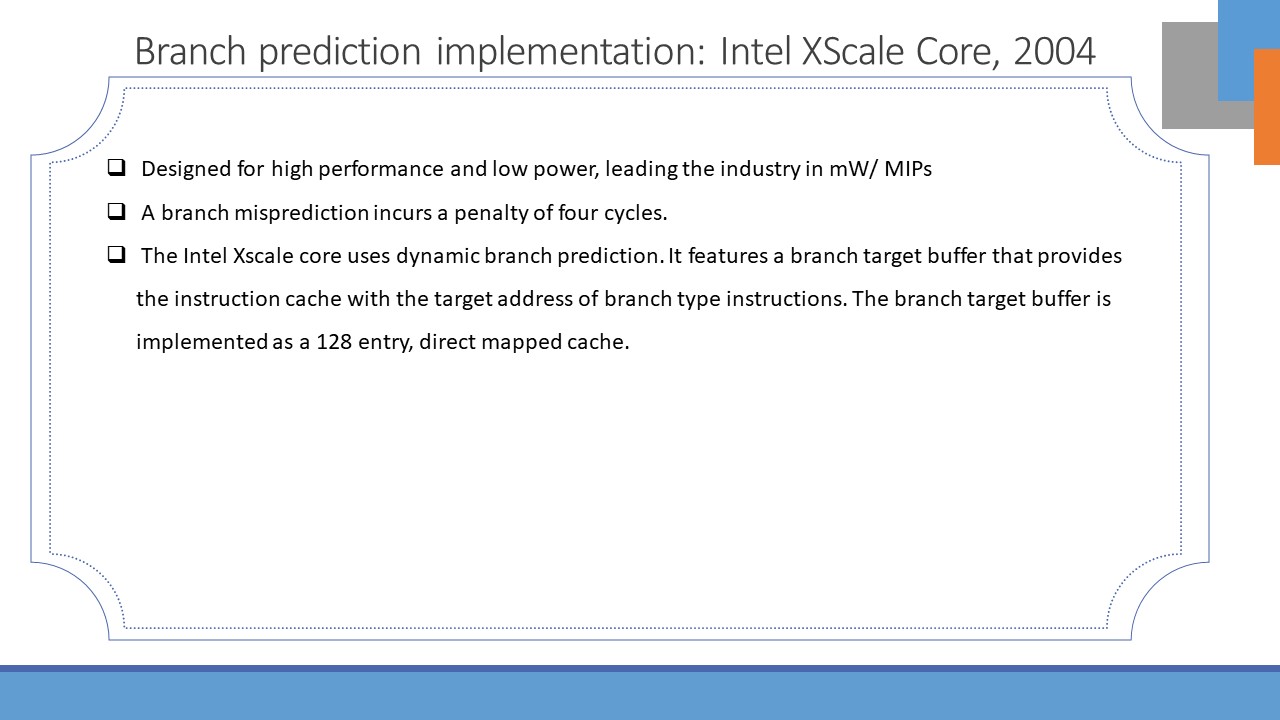 Branch prediction implementation: Intel XScale Core, 2004
❑ Designed for high performance and low power, leading the industry in mW/ MIPs
❑ A branch misprediction incurs a penalty of four cycles.
❑ The Intel Xscale core uses dynamic branch prediction. It features a branch target buffer that provides
the instruction cache with the target address of branch type instructions. The branch target buffer is
implemented as a 128 entry, direct mapped cache.